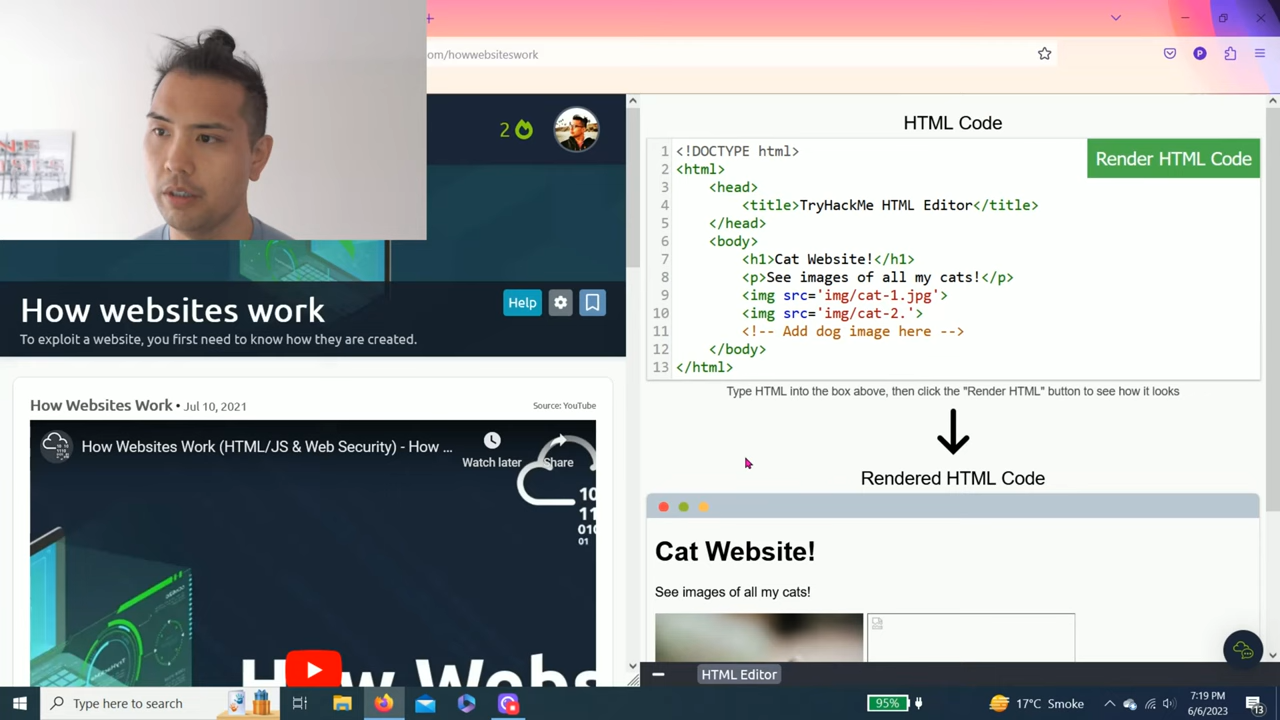 com/howwebsiteswork
2
How websites work
To exploit a website, you first need to know how they are created.
Help
How Websites Work • Jul 10, 2021
Source: YouTube
How Websites Work (HTML/JS & Web Security) - How ...
Watch later
Share
HTML Code
Render HTML Code
1 <!DOCTYPE html>
2 <html>
3 <head>
4 <title>TryHackMe HTML Editor</title>
5 </head>
6 <body>
7 <h1>Cat Website!</h1>
8 <p>See images of all my cats!</p>
9 <img src='img/cat-1.jpg'>
10 <img src='img/cat-2.'>
11 <!-- Add dog image here -->
12 </body>
13 </html>
Type HTML into the box above, then click the "Render HTML" button to see how it looks
Rendered HTML Code
Cat Website!
See images of all my cats!
HTML Editor
Type here to search
95%
17°C Smoke
7:19 PM
6/6/2023
13